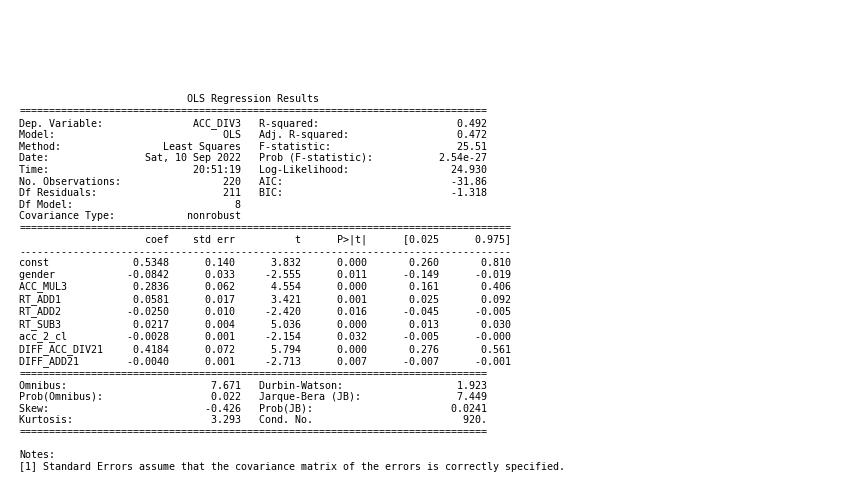 OLS Regression Results
==============================================================================
Dep. Variable:               ACC_DIV3   R-squared:                       0.492
Model:                            OLS   Adj. R-squared:                  0.472
Method:                 Least Squares   F-statistic:                     25.51
Date:                Sat, 10 Sep 2022   Prob (F-statistic):           2.54e-27
Time:                        20:51:19   Log-Likelihood:                 24.930
No. Observations:                 220   AIC:                            -31.86
Df Residuals:                     211   BIC:                            -1.318
Df Model:                           8
Covariance Type:            nonrobust
==================================================================================
                     coef    std err          t      P>|t|      [0.025      0.975]
----------------------------------------------------------------------------------
const              0.5348      0.140      3.832      0.000       0.260       0.810
gender            -0.0842      0.033     -2.555      0.011      -0.149      -0.019
ACC_MUL3           0.2836      0.062      4.554      0.000       0.161       0.406
RT_ADD1            0.0581      0.017      3.421      0.001       0.025       0.092
RT_ADD2           -0.0250      0.010     -2.420      0.016      -0.045      -0.005
RT_SUB3            0.0217      0.004      5.036      0.000       0.013       0.030
acc_2_cl          -0.0028      0.001     -2.154      0.032      -0.005      -0.000
DIFF_ACC_DIV21     0.4184      0.072      5.794      0.000       0.276       0.561
DIFF_ADD21        -0.0040      0.001     -2.713      0.007      -0.007      -0.001
==============================================================================
Omnibus:                        7.671   Durbin-Watson:                   1.923
Prob(Omnibus):                  0.022   Jarque-Bera (JB):                7.449
Skew:                          -0.426   Prob(JB):                       0.0241
Kurtosis:                       3.293   Cond. No.                         920.
==============================================================================
Notes:
[1] Standard Errors assume that the covariance matrix of the errors is correctly specified.